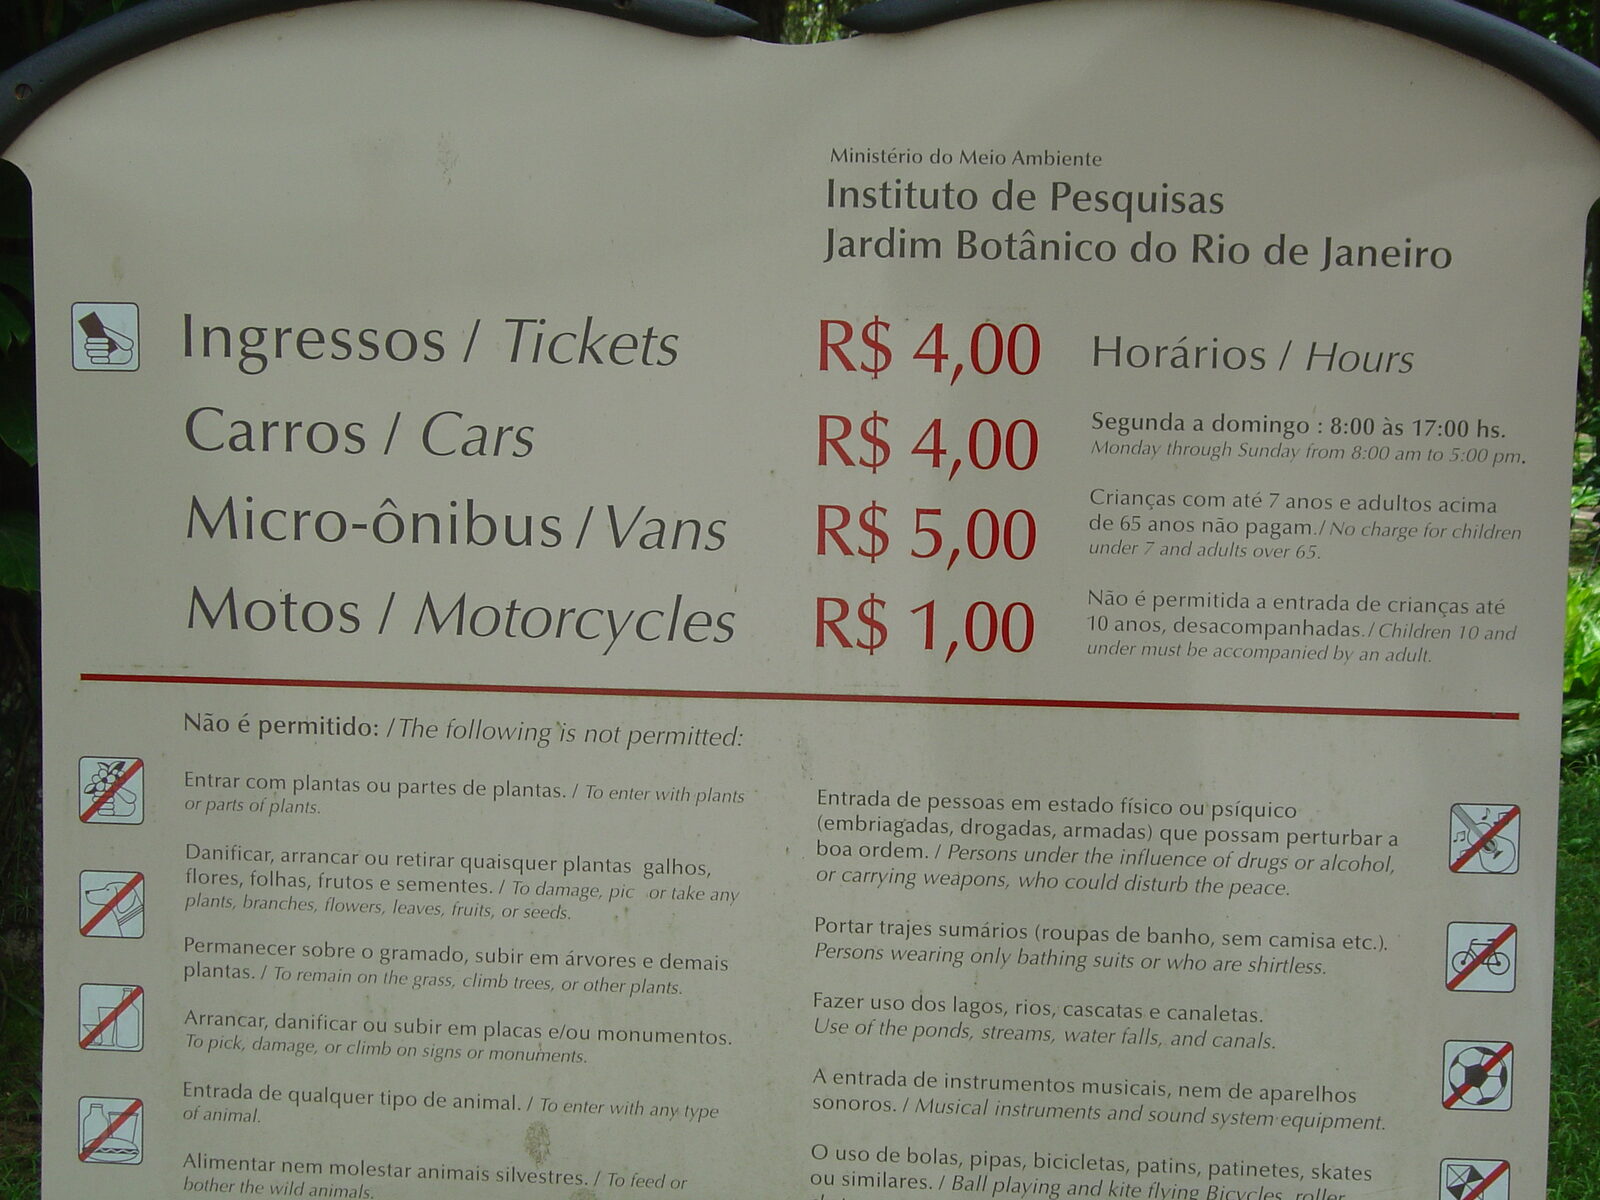 Ministério do Meio Ambiente
Instituto de Pesquisas
Jardim Botânico do Rio de Janeiro
Ingressos / Tickets R$ 4,00
Carros / Cars R$ 4,00
Micro-ônibus / Vans R$ 5,00
Motos / Motorcycles R$ 1,00
Horários / Hours
Segunda a domingo : 8:00 às 17:00 hs.
Monday through Sunday from 8:00 am to 5:00 pm.
Crianças com até 7 anos e adultos acima
de 65 anos não pagam. / No charge for children
under 7 and adults over 65.
Não é permitida a entrada de crianças até
10 anos, desacompanhadas. / Children 10 and
under must be accompanied by an adult.
Não é permitido: / The following is not permitted:
Entrar com plantas ou partes de plantas. / To enter with plants
or parts of plants.
Danificar, arrancar ou retirar quaisquer plantas galhos,
flores, folhas, frutos e sementes. / To damage, pic or take any
plants, branches, flowers, leaves, fruits, or seeds.
Permanecer sobre o gramado, subir em árvores e demais
plantas. / To remain on the grass, climb trees, or other plants.
Arrancar, danificar ou subir em placas e/ou monumentos.
To pick, damage, or climb on signs or monuments.
Entrada de qualquer tipo de animal. / To enter with any type
of animal.
Alimentar nem molestar animais silvestres. / To feed or
bother the wild animals.
Entrada de pessoas em estado físico ou psíquico
(embriagadas, drogadas, armadas) que possam perturbar a
boa ordem. / Persons under the influence of drugs or alcohol,
or carrying weapons, who could disturb the peace.
Portar trajes sumários (roupas de banho, sem camisa etc.).
Persons wearing only bathing suits or who are shirtless.
Fazer uso dos lagos, rios, cascatas e canaletas.
Use of the ponds, streams, water falls, and canals.
A entrada de instrumentos musicais, nem de aparelhos
sonoros. / Musical instruments and sound system equipment.
O uso de bolas, pipas, bicicletas, patins, patinetes, skates
ou similares. / Ball playing and kite flying Bicycles, roller